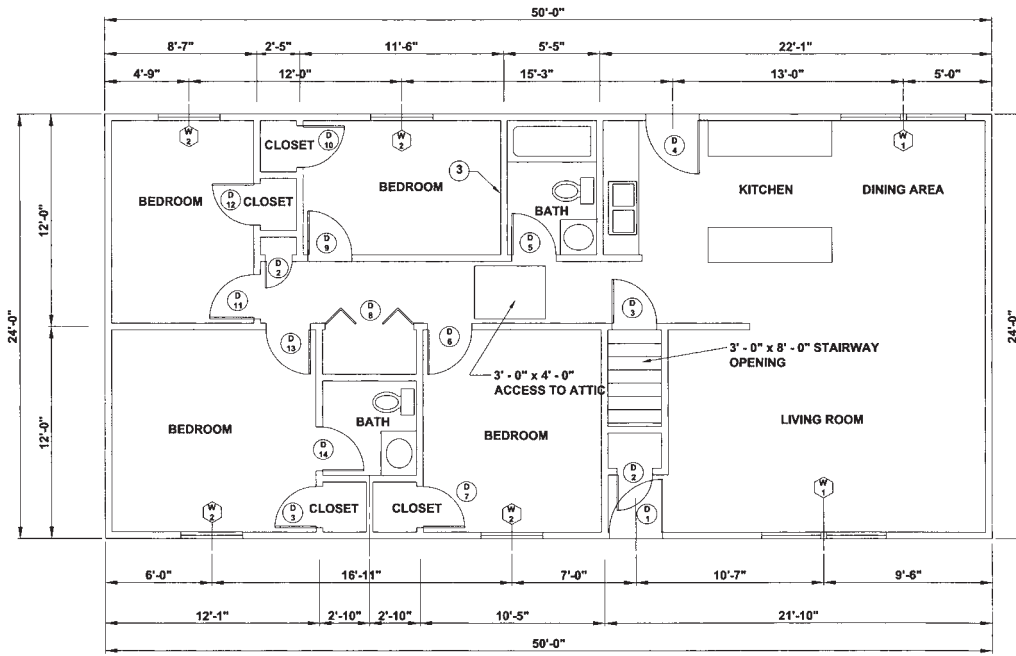 50'-0"
8'-7" 2'-5" 11'-6" 5'-5" 22'-1"
4'-9" 12'-0" 15'-3" 13'-0" 5'-0"
W 2
W 2
D 4
W 1
CLOSET
D 10
3
BEDROOM
D 12
CLOSET
BEDROOM
BATH
KITCHEN
DINING AREA
12'-0"
D 9
D 5
D 2
D 11
D 8
D 3
24'-0"
24'-0"
D 13
D 6
3' - 0" x 4' - 0"
ACCESS TO ATTIC
3' - 0" x 8' - 0" STAIRWAY
OPENING
12'-0"
BEDROOM
BATH
BEDROOM
LIVING ROOM
D 14
D 2
D 7
W 2
D 3
CLOSET
CLOSET
W 2
D 1
W 1
6'-0" 16-11" 7'-0" 10'-7" 9'-6"
12'-1" 2'-10" 2'-10" 10'-5" 21'-10"
50'-0"